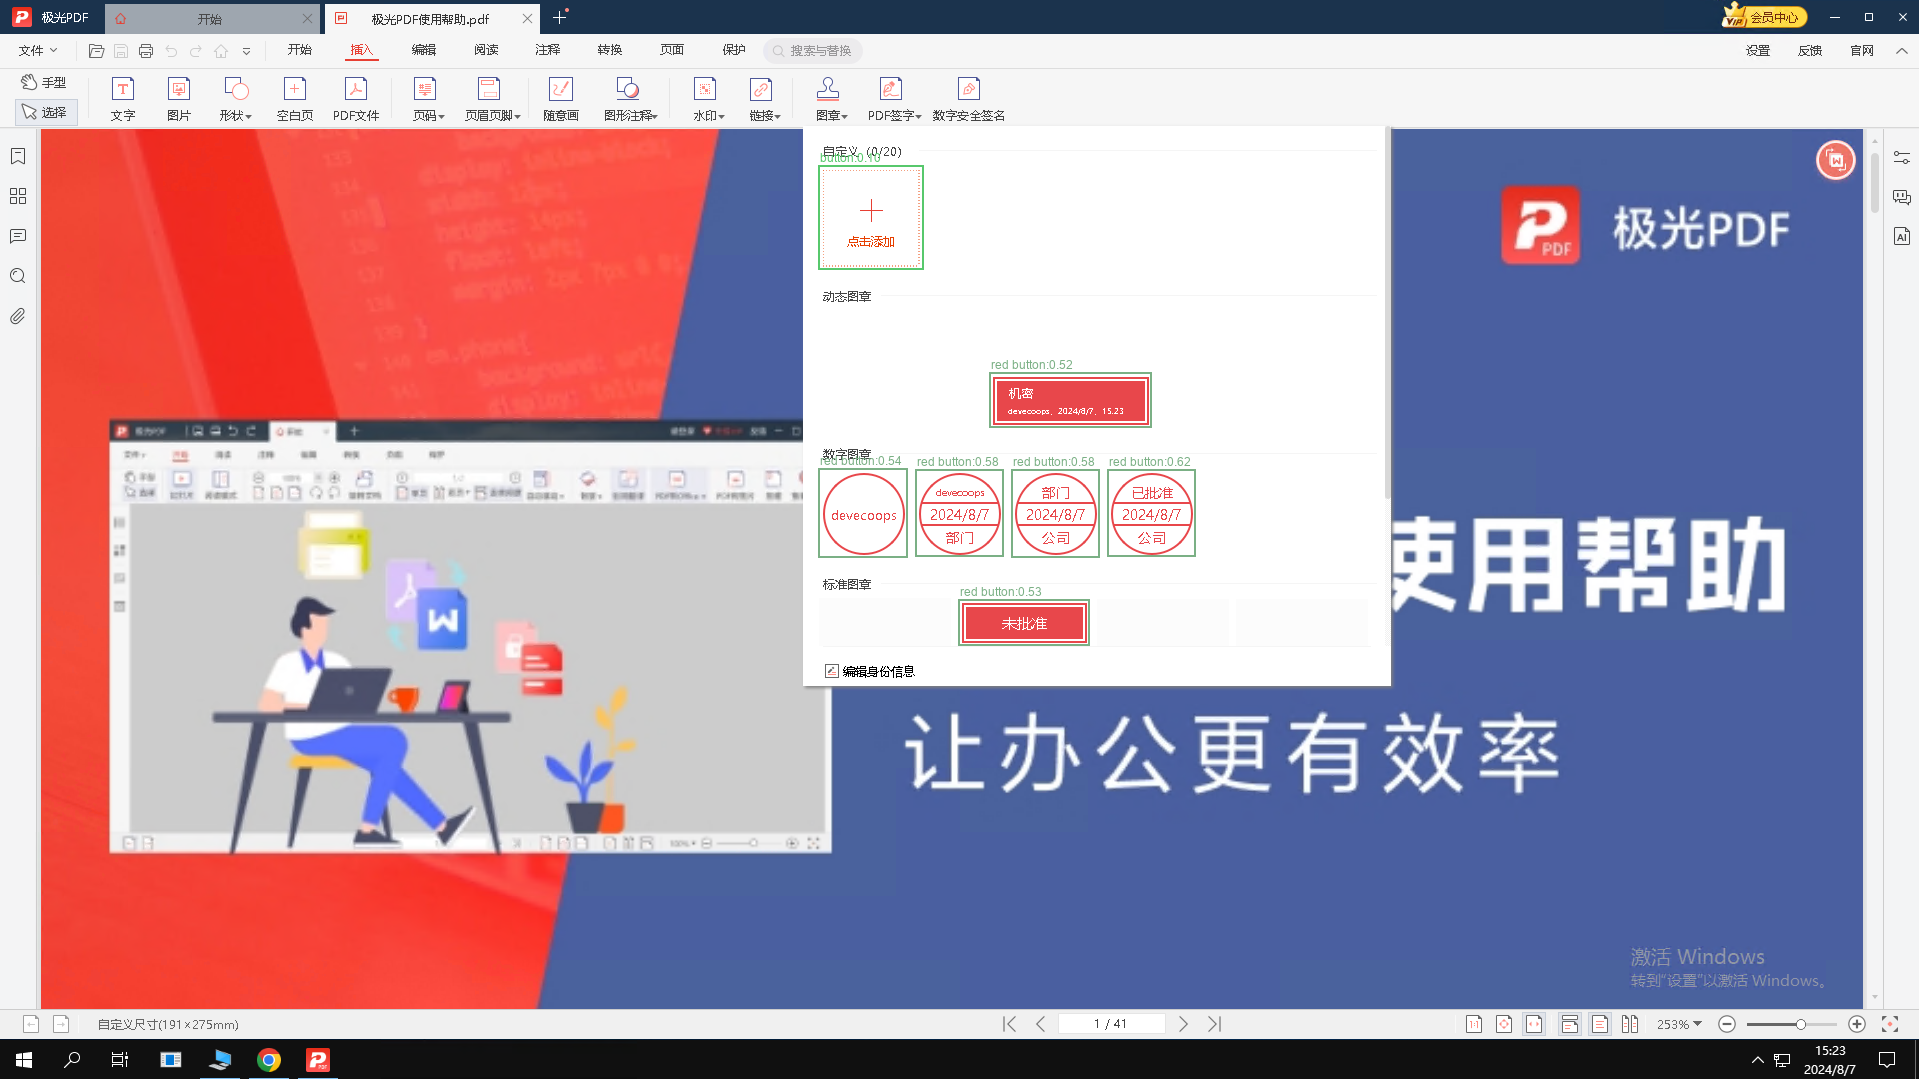 极光PDF
开始
极光PDF使用帮助.pdf
会员中心
文件
开始
插入
编辑
阅读
注释
转换
页面
保护
搜索与替换
设置
反馈
官网
手型
选择
文字
图片
形状
空白页
PDF文件
页码
页眉页脚
随意画
图形注释
水印
链接
图章
PDF签字
数字安全签名
自定义 (0/20)
button:0.10
点击添加
动态图章
red button:0.52
机密
devecoops、2024/8/7、15:23
数字图章
red button:0.54
red button:0.58
red button:0.58
red button:0.62
devecoops
devecoops
2024/8/7
部门
部门
2024/8/7
公司
已批准
2024/8/7
公司
标准图章
red button:0.53
未批准
编辑身份信息
极光PDF
使用帮助
让办公更有效率
激活 Windows
转到"设置"以激活 Windows。
自定义尺寸(191×275mm)
1 / 41
253%
15:23
2024/8/7